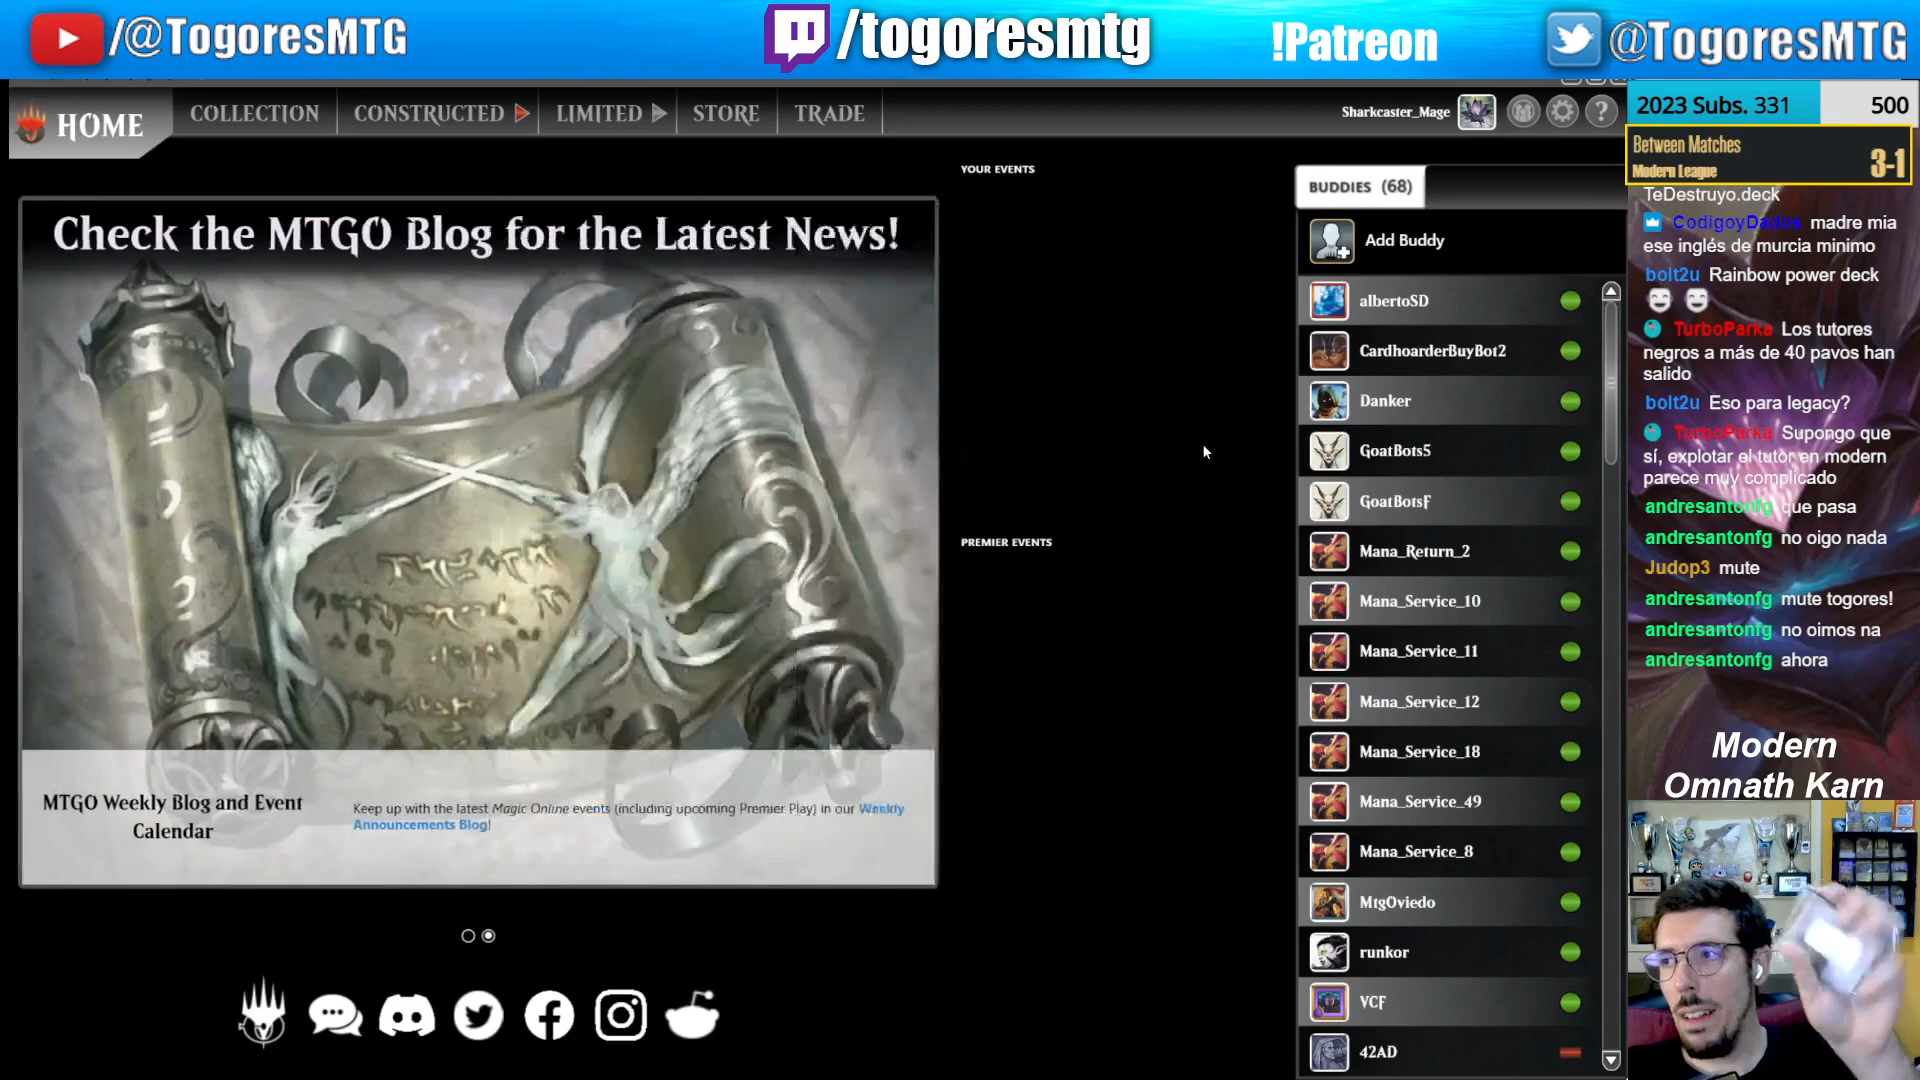 /@TogoresMTG
/togoresmtg
!Patreon
@TogoresMTG
HOME
COLLECTION
CONSTRUCTED
LIMITED
STORE
TRADE
Sharkcaster_Mage
?
2023 Subs. 331
500
Between Matches
Modern League
3-1
YOUR EVENTS
Check the MTGO Blog for the Latest News!
MTGO Weekly Blog and Event
Calendar
Keep up with the latest Magic Online events (including upcoming Premier Play) in our Weekly
Announcements Blog!
PREMIER EVENTS
BUDDIES (68)
Add Buddy
albertoSD
CardhoarderBuyBot2
Danker
GoatBots5
GoatBotsF
Mana_Return_2
Mana_Service_10
Mana_Service_11
Mana_Service_12
Mana_Service_18
Mana_Service_49
Mana_Service_8
MtgOviedo
runkor
VCF
42AD
TeDestruyo.deck
CodigoyDados madre mia
ese inglés de murcia minimo
bolt2u Rainbow power deck
TurboParka Los tutores
negros a más de 40 pavos han
salido
bolt2u Eso para legacy?
TurboParka Supongo que
sí, explotar el tutor en modern
parece muy complicado
andresantonfg que pasa
andresantonfg no oigo nada
Judop3 mute
andresantonfg mute togores!
andresantonfg no oimos na
andresantonfg ahora
Modern
Omnath Karn